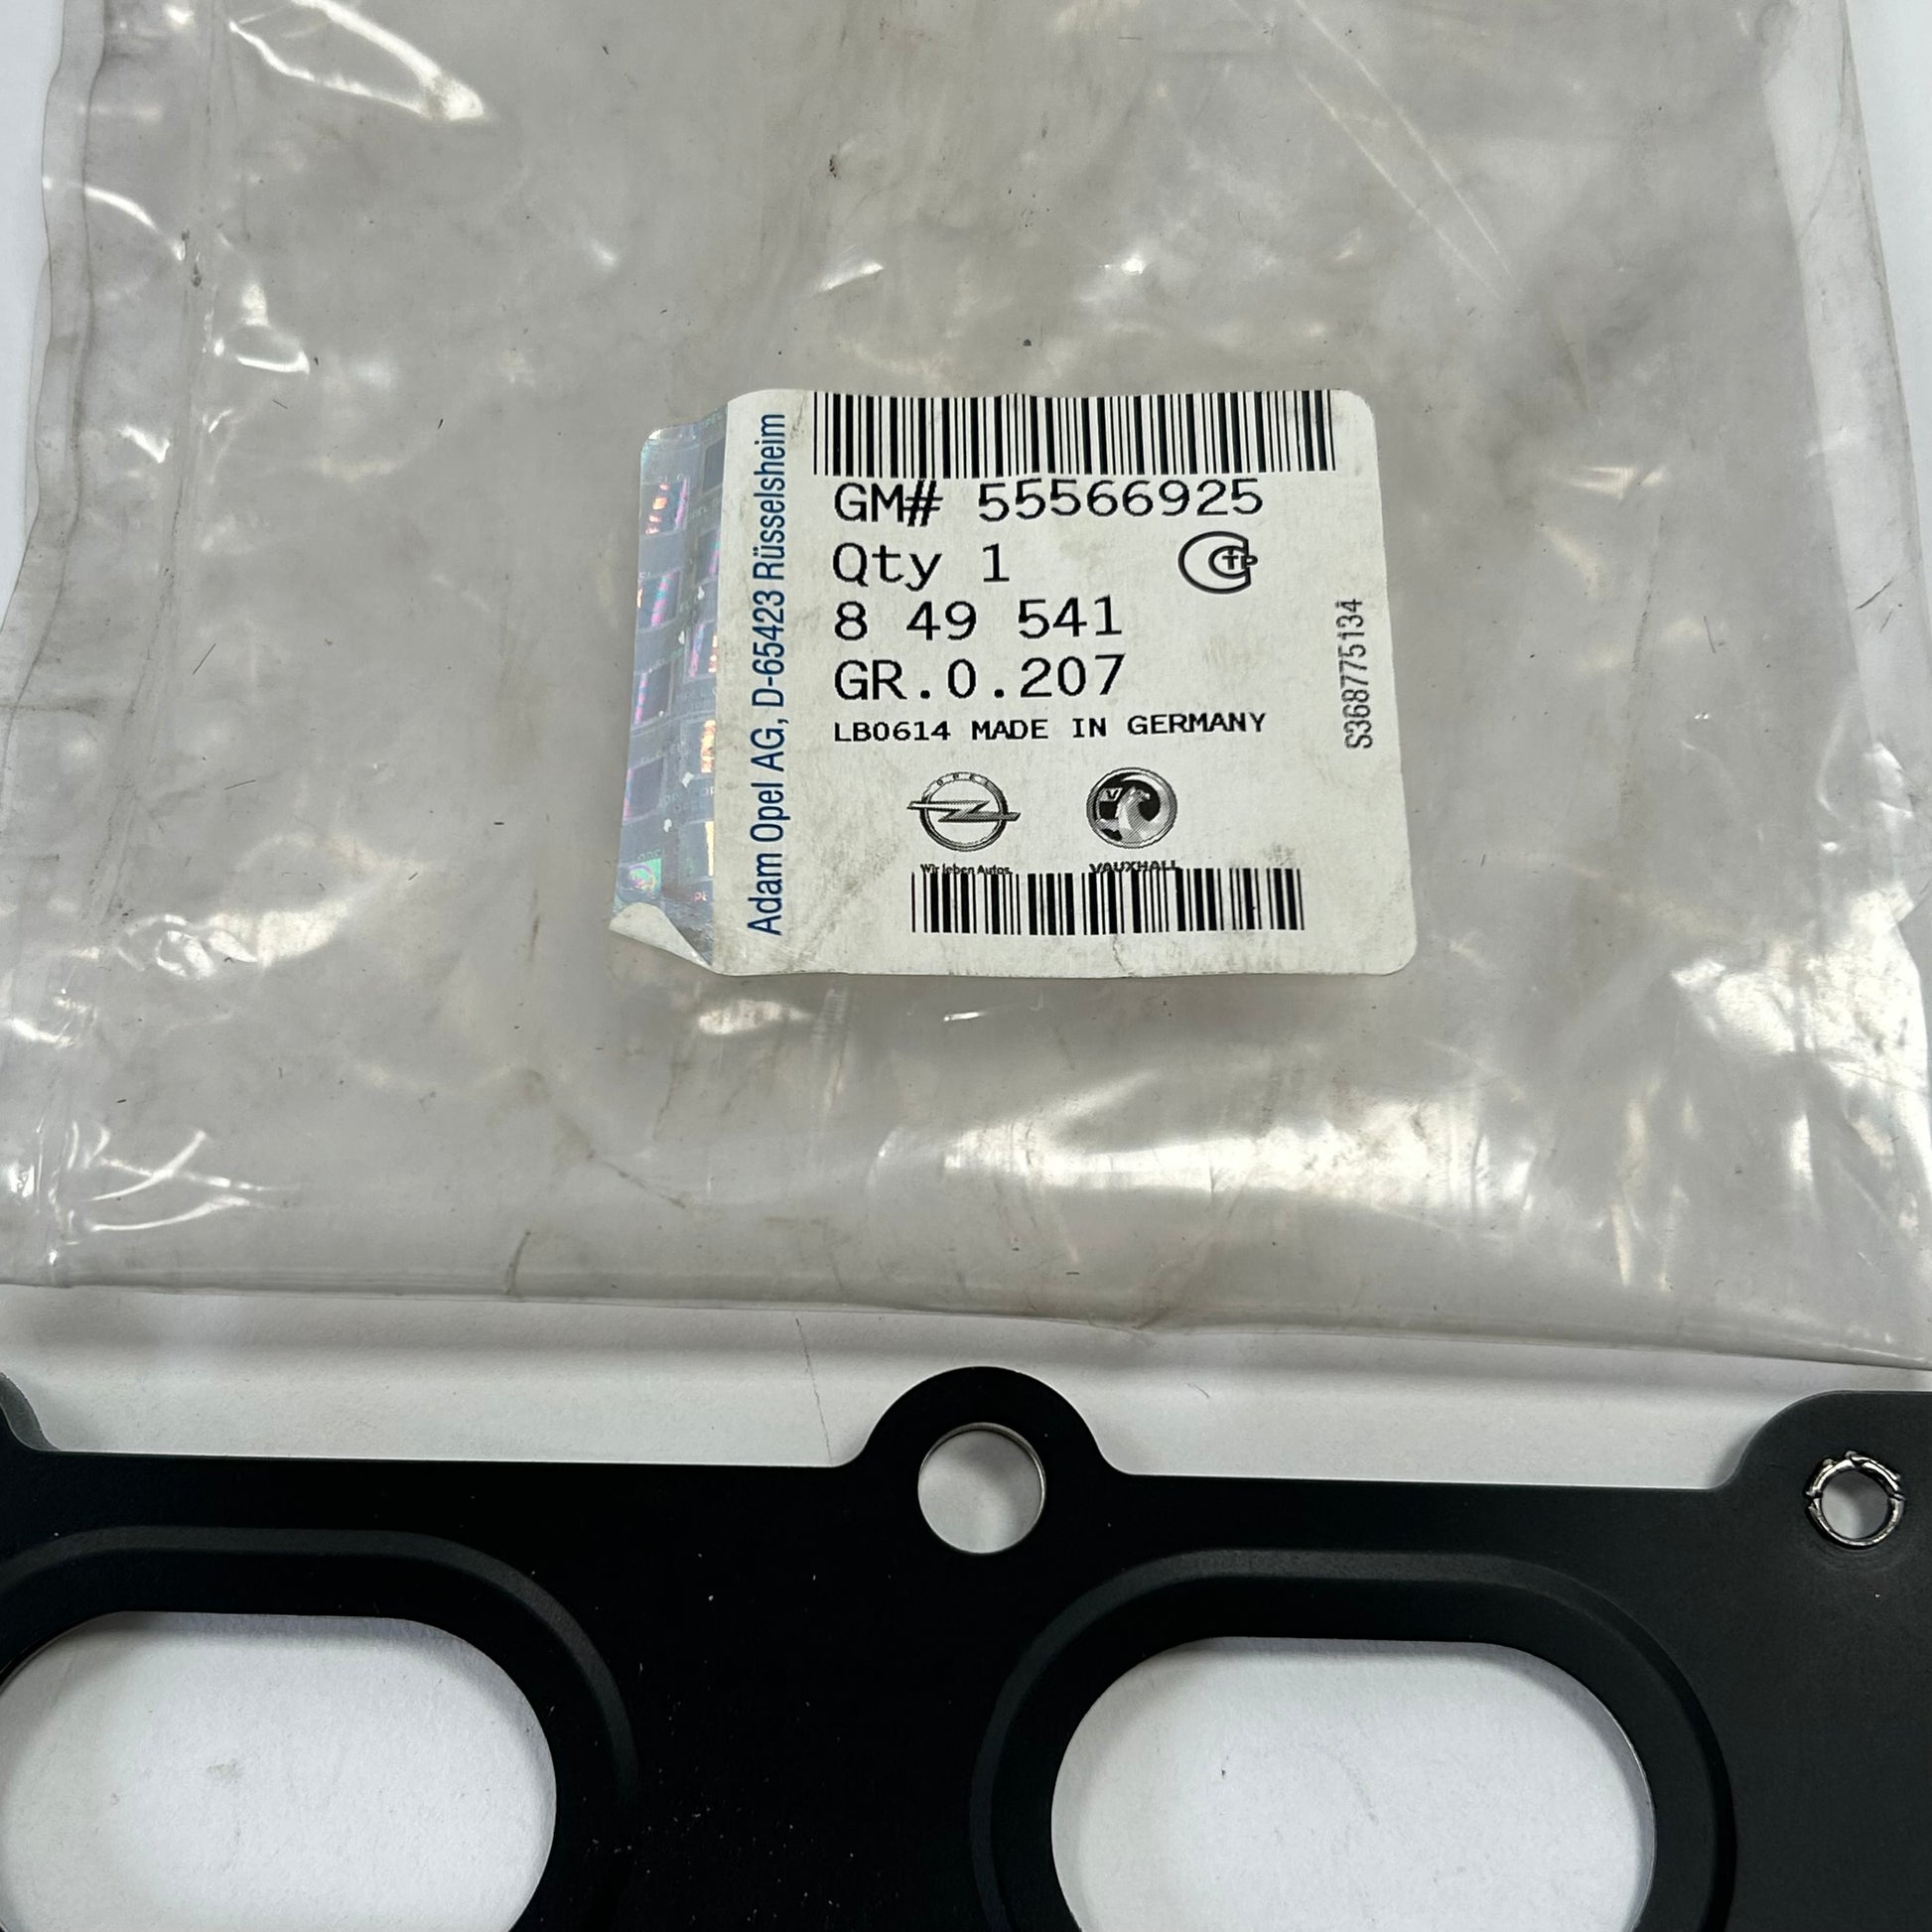 Adam Opel AG, D-65423 Rüsselsheim
GM# 55566925
Qty 1
8 49 541
GR.0.207
LB0614 MADE IN GERMANY
S368775134
OPEL
Wir leben Autos.
VAUXHALL